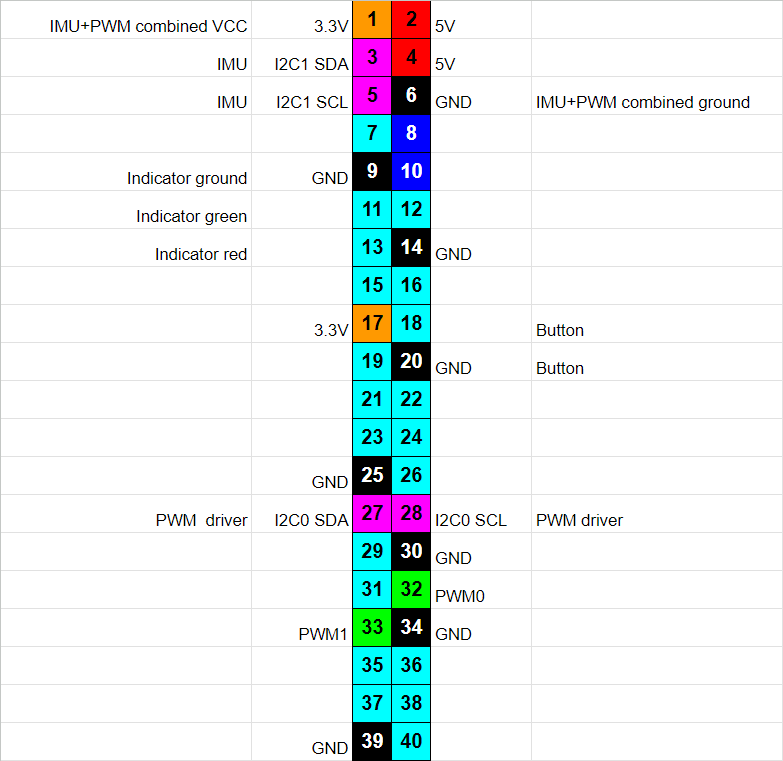 IMU+PWM combined VCC 3.3V 1 2 5V
IMU I2C1 SDA 3 4 5V
IMU I2C1 SCL 5 6 GND IMU+PWM combined ground
7 8
Indicator ground GND 9 10
Indicator green 11 12
Indicator red 13 14 GND
15 16
3.3V 17 18 Button
19 20 GND Button
21 22
23 24
GND 25 26
PWM  driver I2C0 SDA 27 28 I2C0 SCL PWM driver
29 30 GND
31 32 PWM0
PWM1 33 34 GND
35 36
37 38
GND 39 40